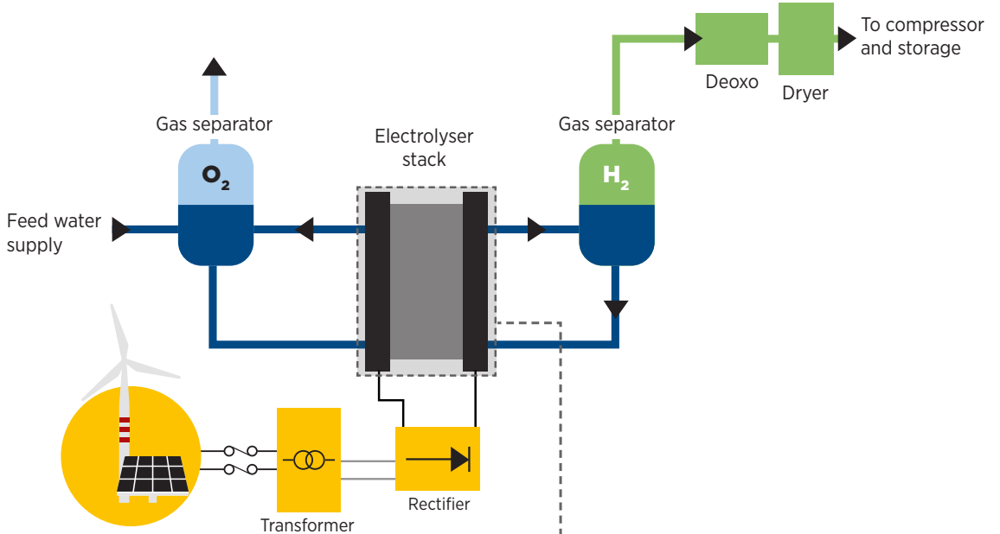 To compressor
and storage
Deoxo
Dryer
Gas separator
Gas separator
Electrolyser
stack
O₂
H₂
Feed water
supply
Rectifier
Transformer